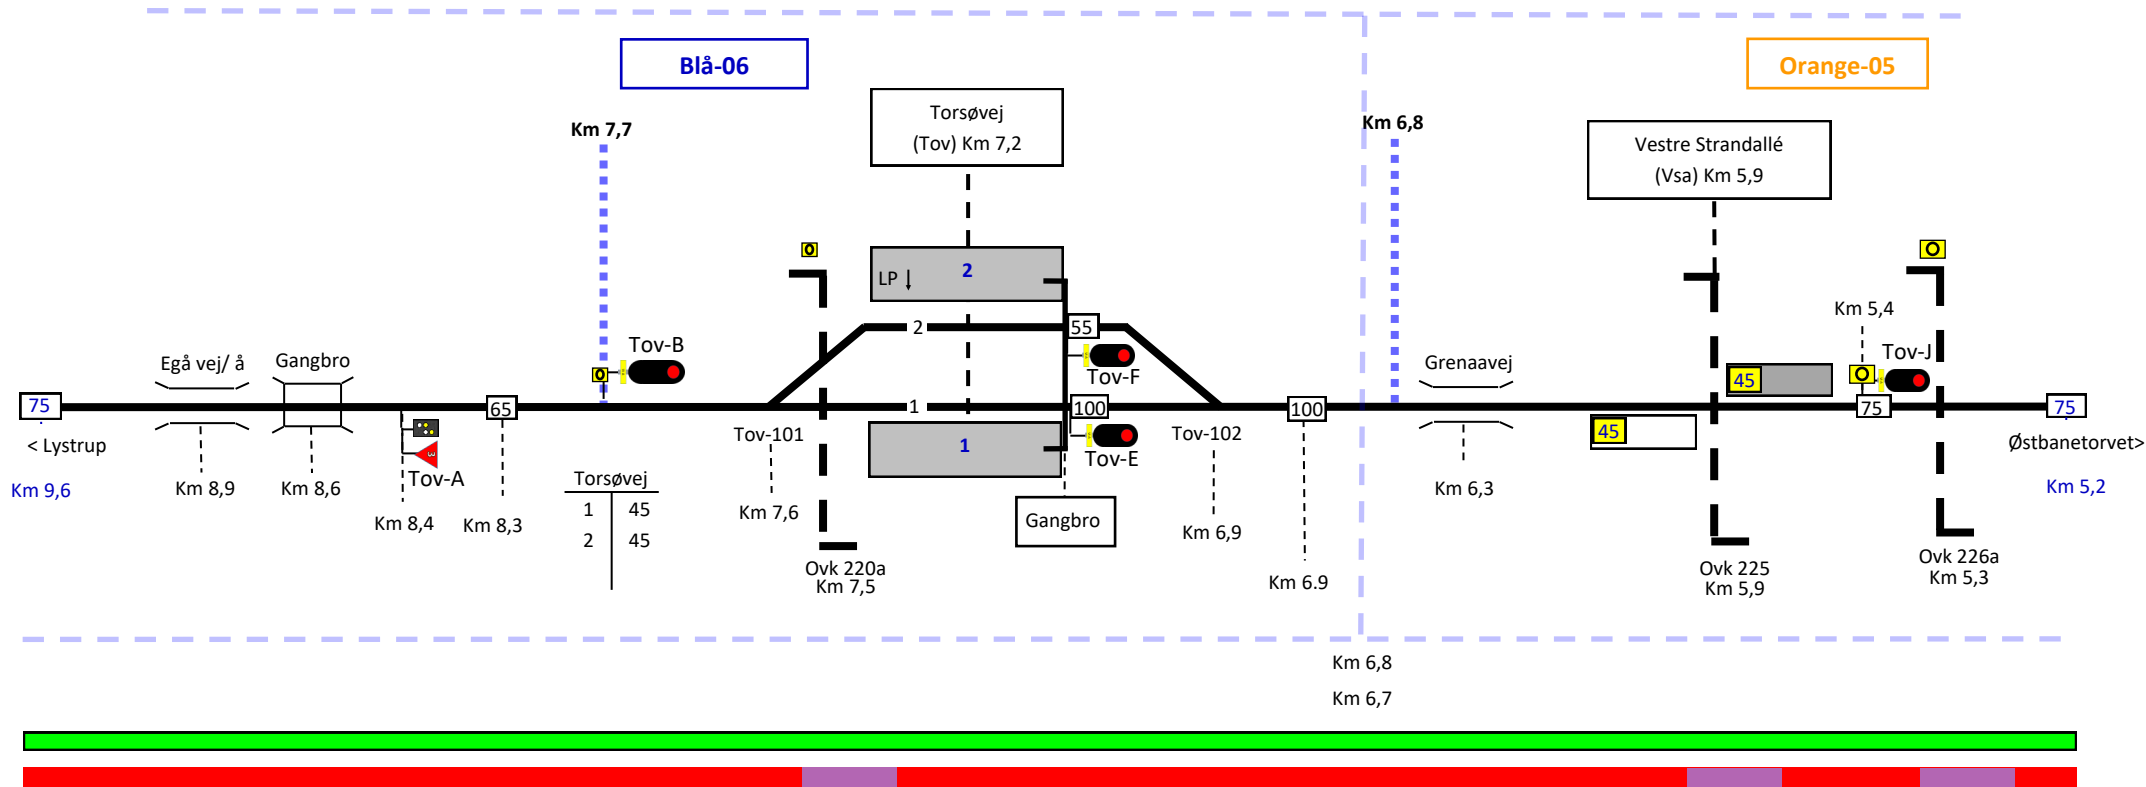 Blå-06
Orange-05
Torsøvej
(Tov) Km 7,2
Km 7,7
Km 6,8
Vestre Strandallé
(Vsa) Km 5,9
LP
2
2
55
Km 5,4
Tov-B
Tov-F
Tov-J
Egå vej/ å
Gangbro
Grenaavej
45
75
65
1
100
100
75
75
< Lystrup
Tov-101
1
Tov-102
45
Østbanetorvet>
Tov-A
Tov-E
Km 9,6
Km 8,9
Km 8,6
Km 6,3
Km 5,2
Torsøvej
1 45
2 45
Km 8,4
Km 8,3
Km 7,6
Gangbro
Km 6,9
Km 6.9
Ovk 220a
Km 7,5
Ovk 225
Km 5,9
Ovk 226a
Km 5,3
Km 6,8
Km 6,7